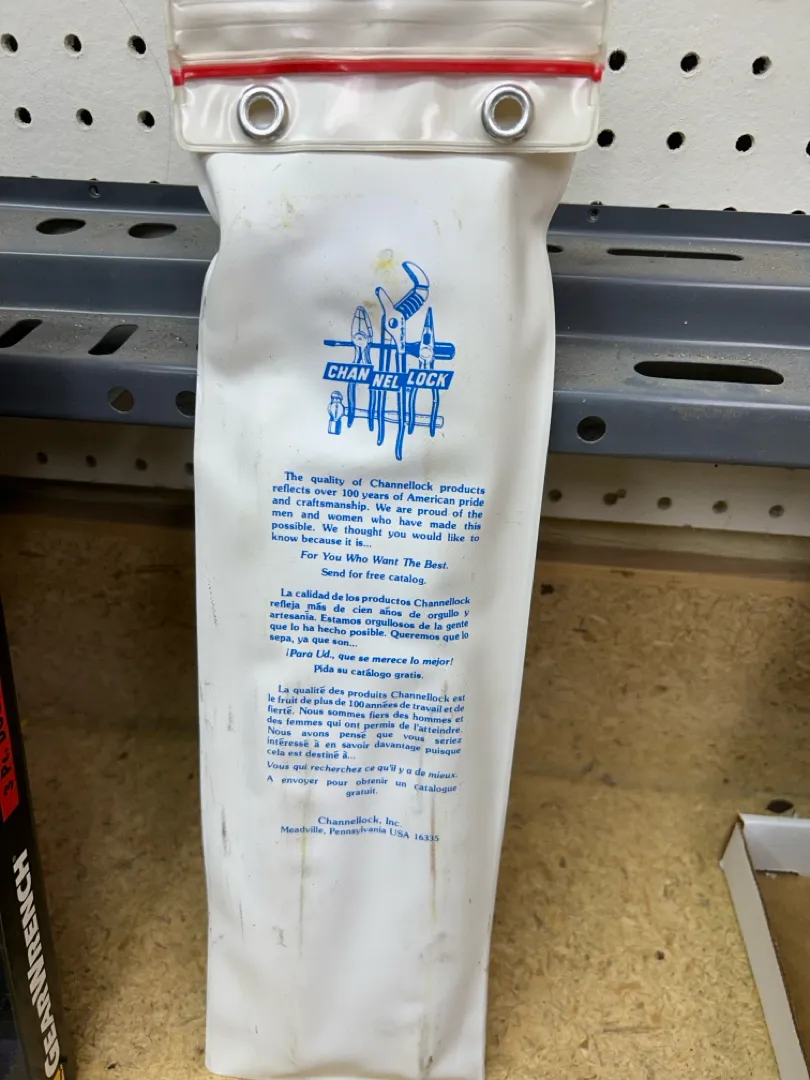 CHANNELLOCK
The quality of Channellock products
reflects over 100 years of American pride
and craftsmanship. We are proud of the
men and women who have made this
possible. We thought you would like to
know because it is...
For You Who Want The Best.
Send for free catalog.
La calidad de los productos Channellock
refleja más de cien años de orgullo y
artesanía. Estamos orgullosos de la gente
que lo ha hecho posible. Queremos que lo
sepa, ya que son...
¡Para Ud., que se merece lo mejor!
Pida su catálogo gratis.
La qualité des produits Channellock est
le fruit de plus de 100 années de travail et de
fierté. Nous sommes fiers des hommes et
des femmes qui ont permis de l'atteindre.
Nous avons pensé que vous seriez
intéressé à en savoir davantage puisque
cela est destiné à...
Vous qui recherchez ce qu'il y a de mieux.
A envoyer pour obtenir un catalogue
gratuit.
Channellock, Inc.
Meadville, Pennsylvania USA 16335
3 Pc.
GEARWRENCH